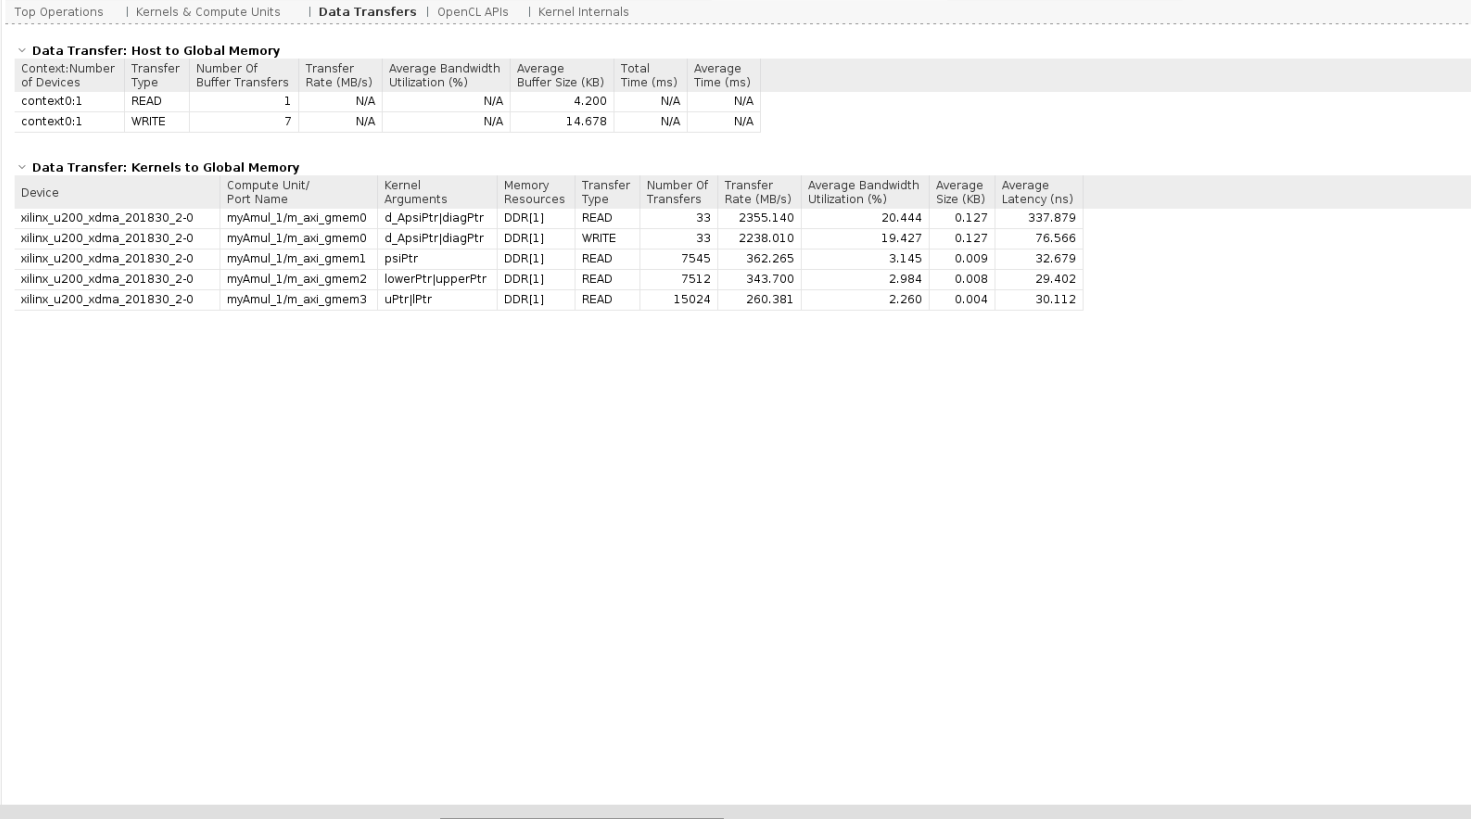 Top Operations | Kernels & Compute Units | Data Transfers | OpenCL APIs | Kernel Internals
Data Transfer: Host to Global Memory
Context:Number Transfer Number Of Transfer Average Bandwidth Average Total Average
of Devices Type Buffer Transfers Rate (MB/s) Utilization (%) Buffer Size (KB) Time (ms) Time (ms)
context0:1 READ 1 N/A N/A 4.200 N/A N/A
context0:1 WRITE 7 N/A N/A 14.678 N/A N/A
Data Transfer: Kernels to Global Memory
Device Compute Unit/ Kernel Memory Transfer Number Of Transfer Average Bandwidth Average Average
Port Name Arguments Resources Type Transfers Rate (MB/s) Utilization (%) Size (KB) Latency (ns)
xilinx_u200_xdma_201830_2-0 myAmul_1/m_axi_gmem0 d_ApsiPtr|diagPtr DDR[1] READ 33 2355.140 20.444 0.127 337.879
xilinx_u200_xdma_201830_2-0 myAmul_1/m_axi_gmem0 d_ApsiPtr|diagPtr DDR[1] WRITE 33 2238.010 19.427 0.127 76.566
xilinx_u200_xdma_201830_2-0 myAmul_1/m_axi_gmem1 psiPtr DDR[1] READ 7545 362.265 3.145 0.009 32.679
xilinx_u200_xdma_201830_2-0 myAmul_1/m_axi_gmem2 lowerPtr|upperPtr DDR[1] READ 7512 343.700 2.984 0.008 29.402
xilinx_u200_xdma_201830_2-0 myAmul_1/m_axi_gmem3 uPtr|lPtr DDR[1] READ 15024 260.381 2.260 0.004 30.112